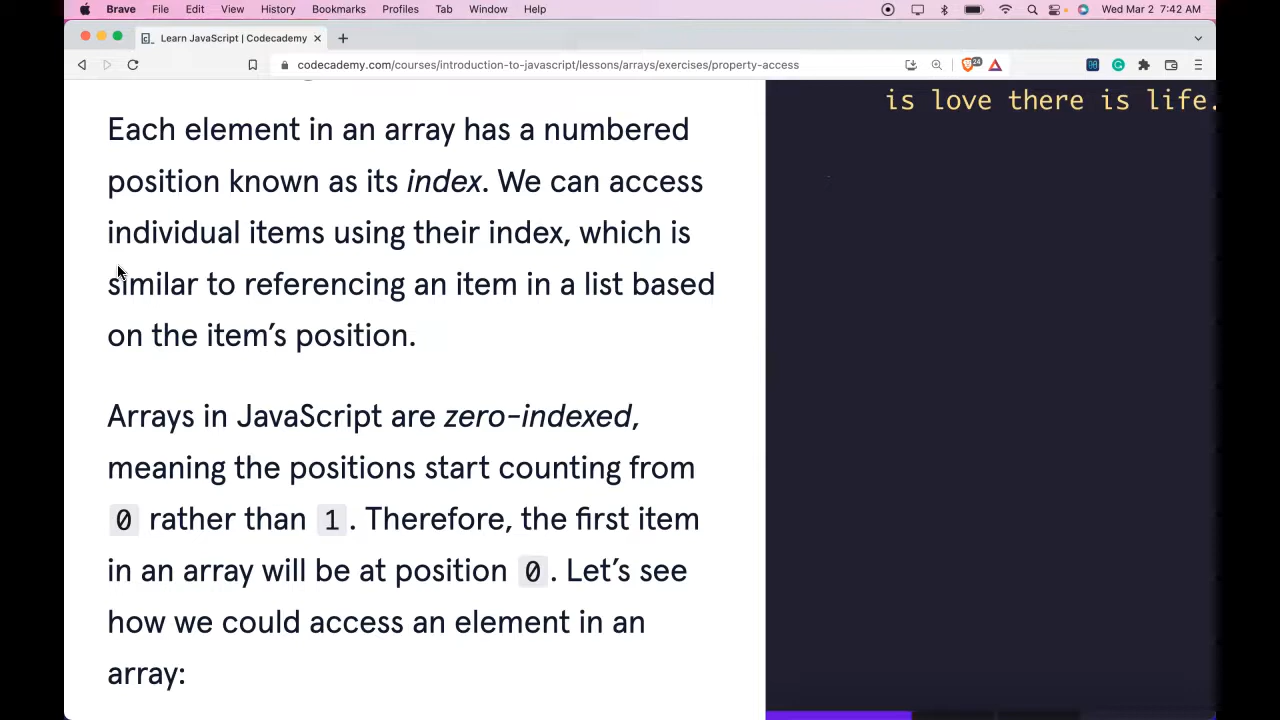 Brave File Edit View History Bookmarks Profiles Tab Window Help Wed Mar 2 7:42 AM
Learn JavaScript | Codecademy
codecademy.com/courses/introduction-to-javascript/lessons/arrays/exercises/property-access
24
Each element in an array has a numbered
position known as its index. We can access
individual items using their index, which is
similar to referencing an item in a list based
on the item’s position.
Arrays in JavaScript are zero-indexed,
meaning the positions start counting from
0 rather than 1. Therefore, the first item
in an array will be at position 0. Let’s see
how we could access an element in an
array:
is love there is life.